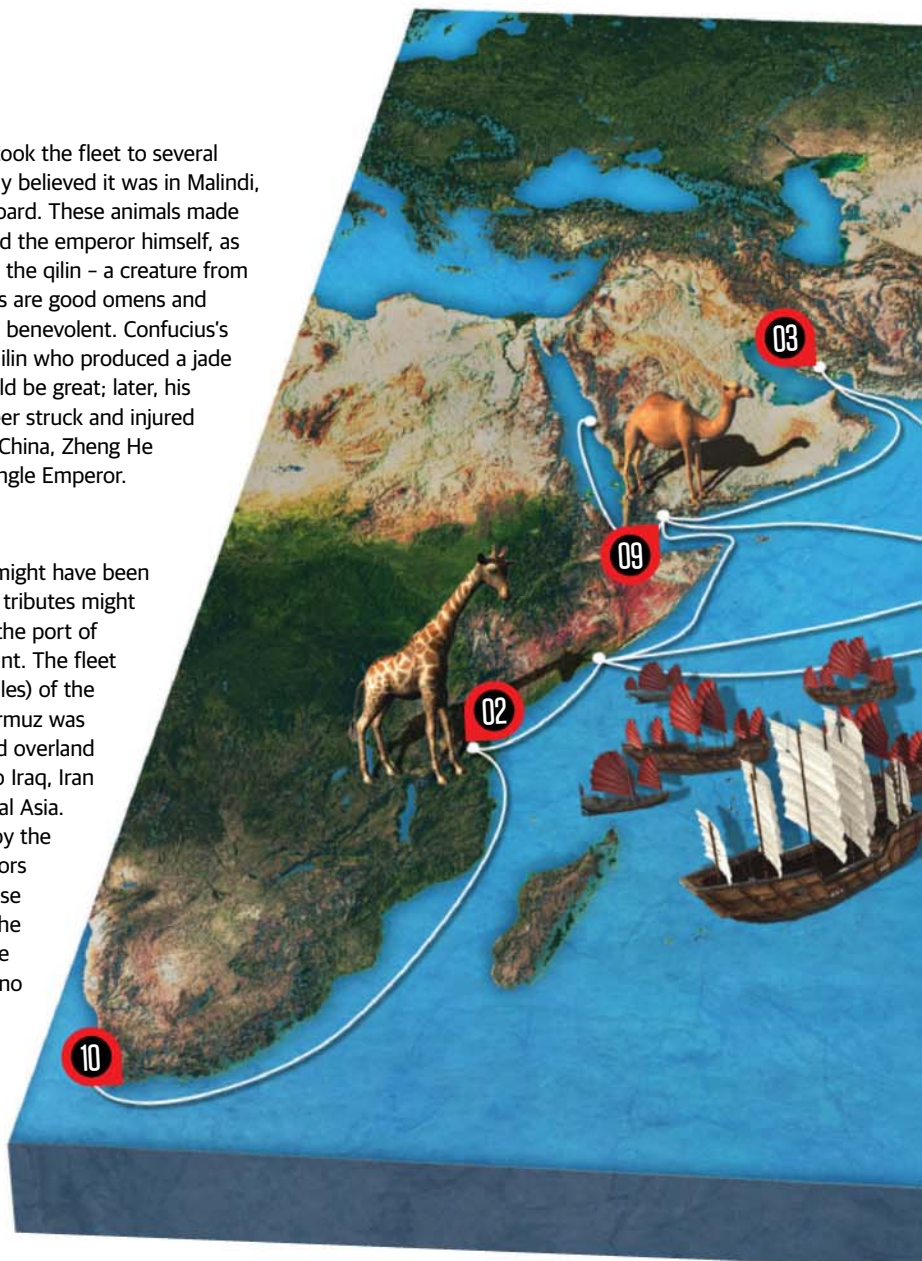 took the fleet to several
y believed it was in Malindi,
oard. These animals made
d the emperor himself, as
the qilin – a creature from
s are good omens and
benevolent. Confucius's
ilin who produced a jade
ld be great; later, his
er struck and injured
China, Zheng He
ngle Emperor.
might have been
tributes might
the port of
nt. The fleet
les) of the
rmuz was
d overland
o Iraq, Iran
al Asia.
by the
ors
se
he
e
no
03
09
02
10